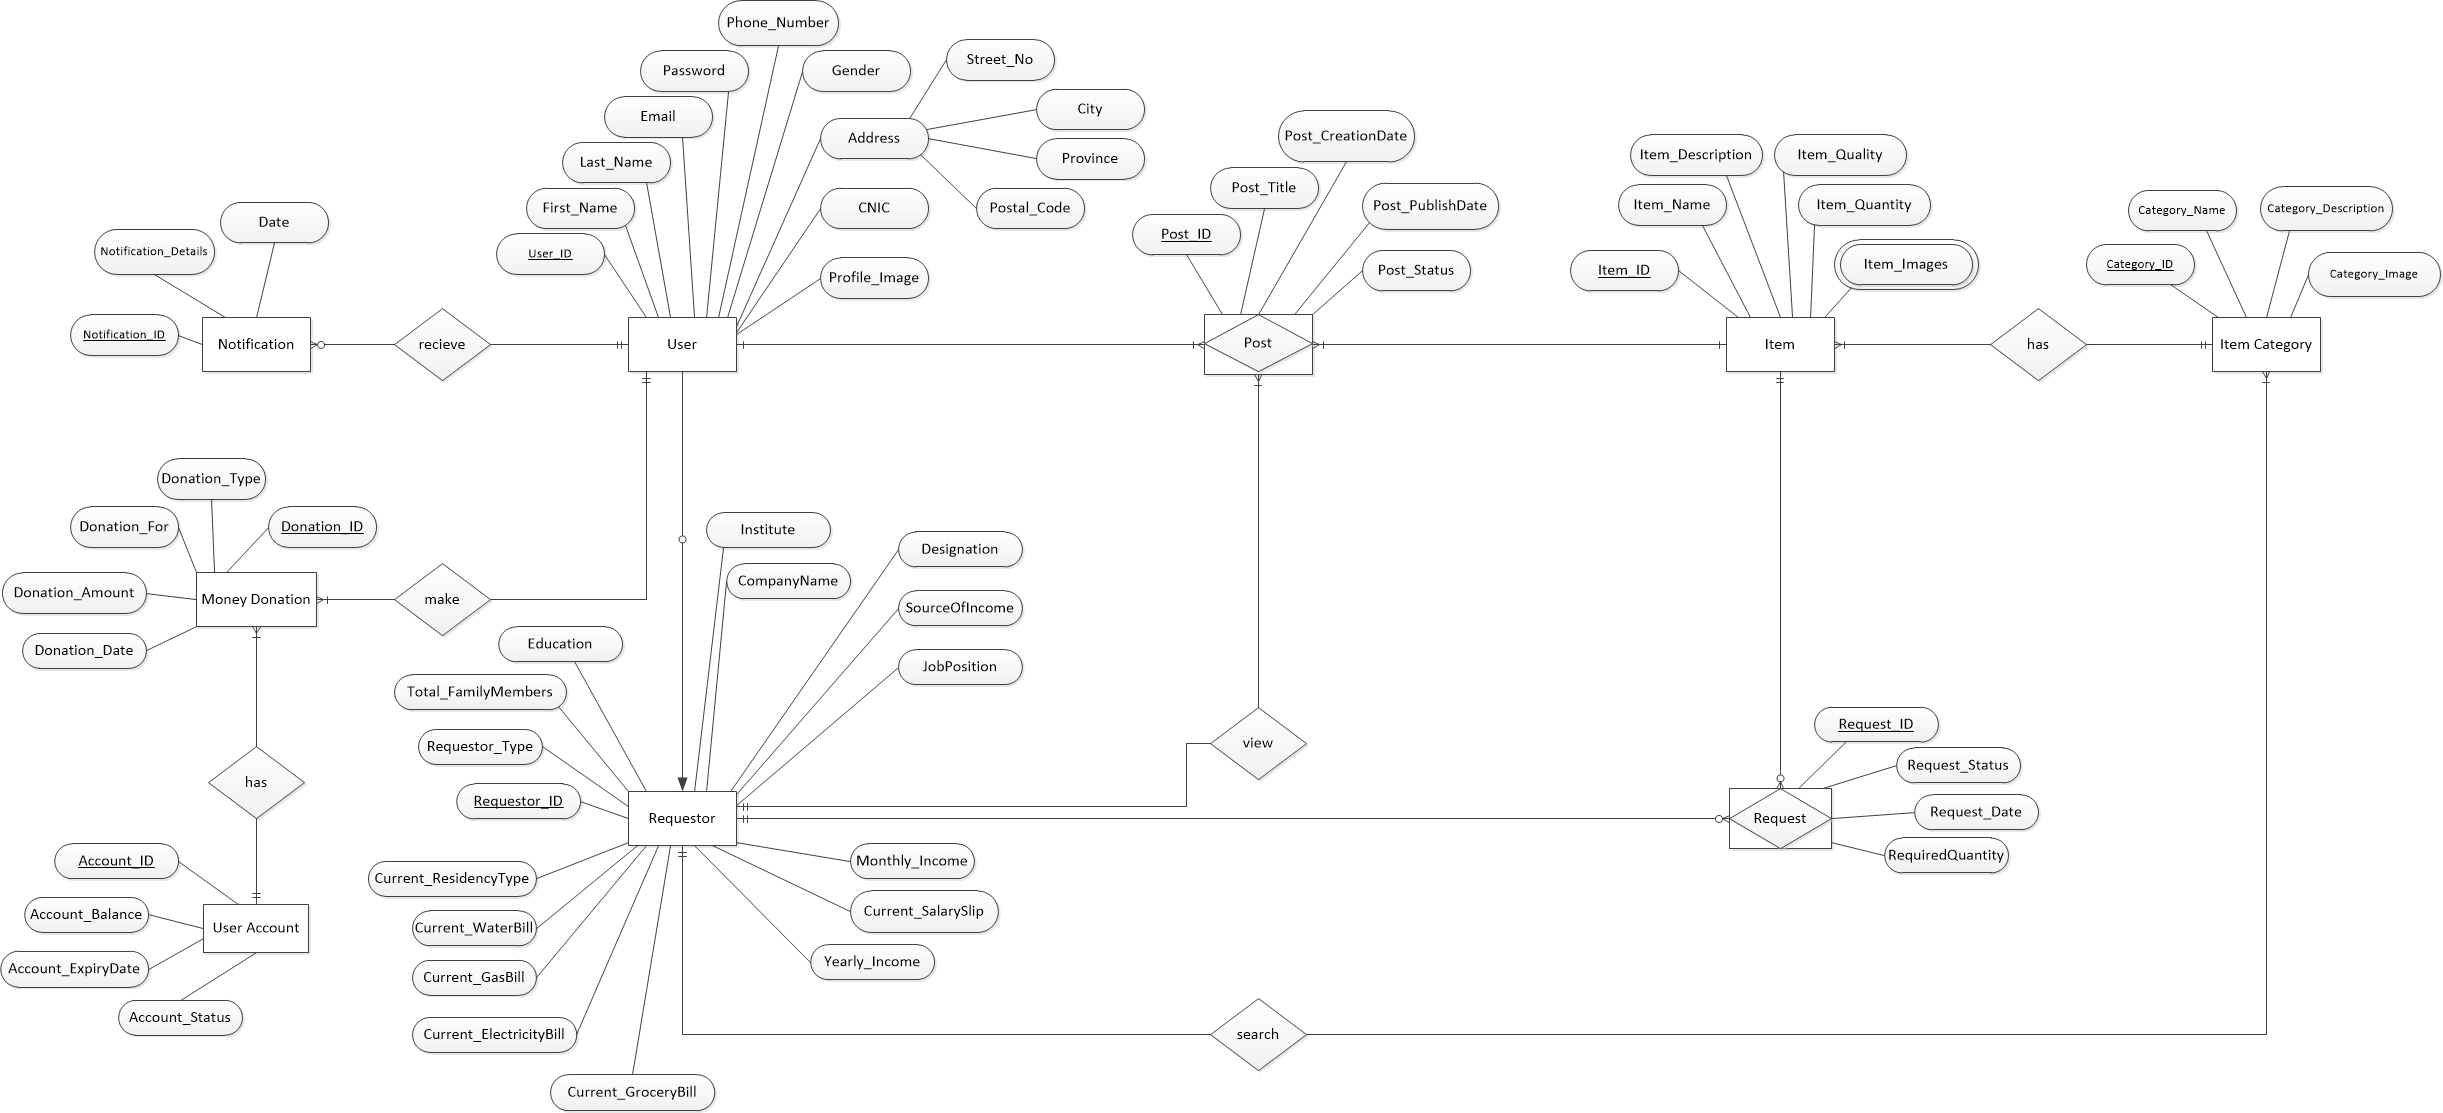 Phone_Number
Password
Gender
Street_No
Email
Address
City
Last_Name
Province
First_Name
CNIC
Postal_Code
User_ID
Profile_Image
Date
Notification_Details
Notification_ID
Notification
recieve
User
Post_CreationDate
Post_Title
Post_PublishDate
Post_ID
Post_Status
Post
Item_Description
Item_Quality
Item_Name
Item_Quantity
Item_ID
Item_Images
Item
has
Category_Name
Category_Description
Category_ID
Category_Image
Item Category
Donation_Type
Donation_For
Donation_ID
Donation_Amount
Money Donation
make
Donation_Date
has
Account_ID
Account_Balance
User Account
Account_ExpiryDate
Account_Status
Institute
Designation
CompanyName
SourceOfIncome
Education
JobPosition
Total_FamilyMembers
Requestor_Type
Requestor_ID
Requestor
Current_ResidencyType
Monthly_Income
Current_WaterBill
Current_SalarySlip
Current_GasBill
Yearly_Income
Current_ElectricityBill
Current_GroceryBill
view
search
Request_ID
Request_Status
Request_Date
Request
RequiredQuantity